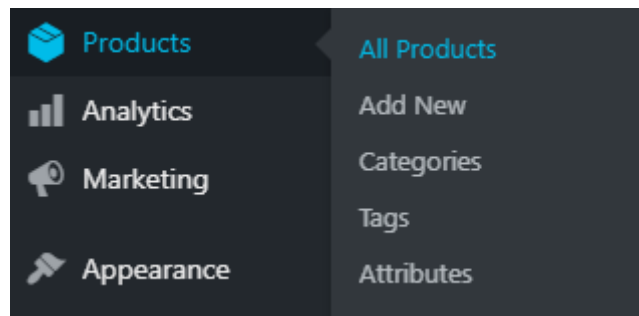 Products
Analytics
Marketing
Appearance
All Products
Add New
Categories
Tags
Attributes